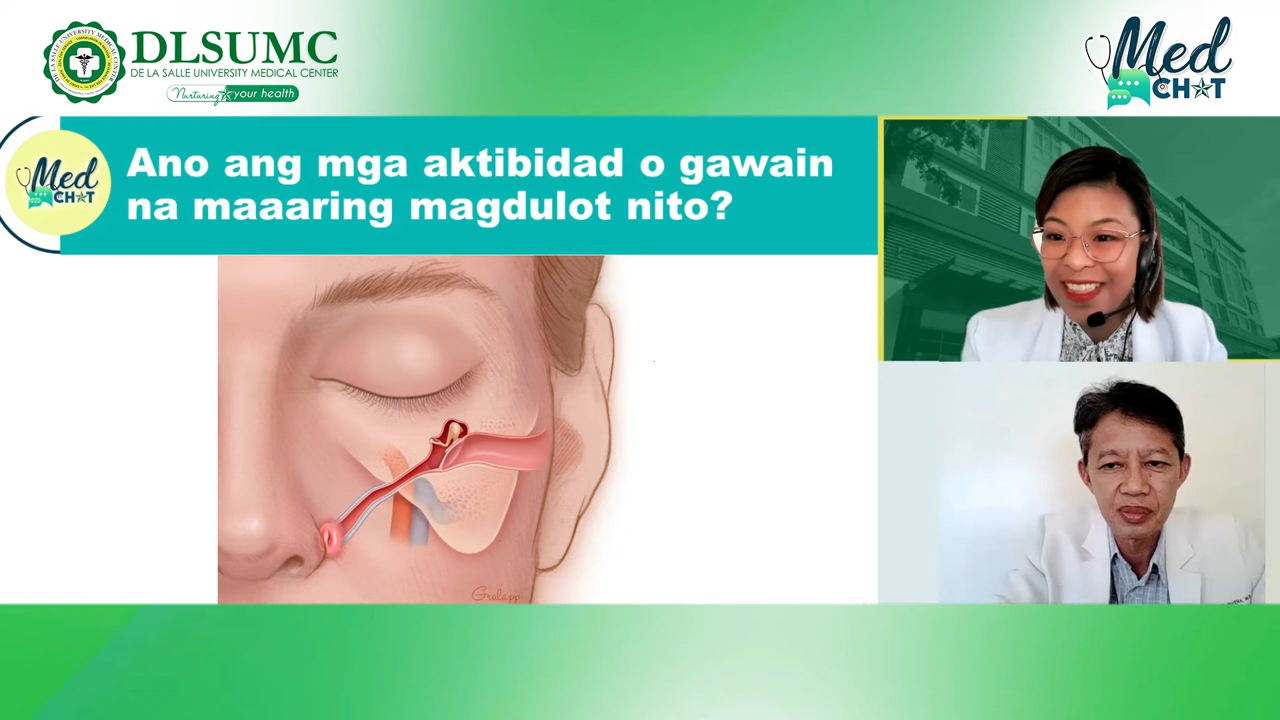 DLSUMC
DE LA SALLE UNIVERSITY MEDICAL CENTER
Nurturing your health
Med
CHAT
Med
CHAT
Ano ang mga aktibidad o gawain
na maaaring magdulot nito?
Gralapp